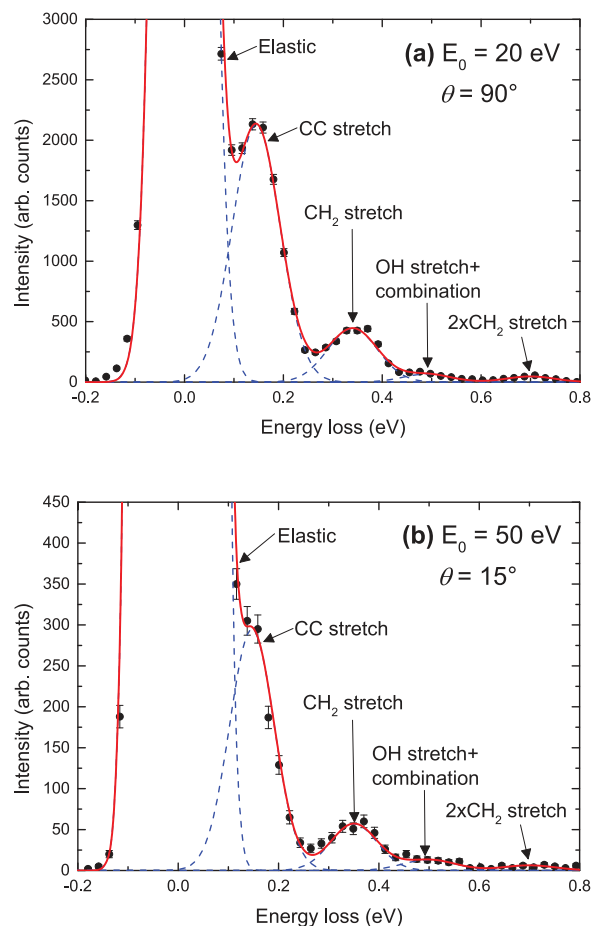 3000
2500
2000
1500
1000
500
0
Intensity (arb. counts)
Elastic
(a) E0 = 20 eV
θ = 90°
CC stretch
CH2 stretch
OH stretch+
combination
2xCH2 stretch
-0.2 0.0 0.2 0.4 0.6 0.8
Energy loss (eV)
450
400
350
300
250
200
150
100
50
0
Intensity (arb. counts)
Elastic
(b) E0 = 50 eV
θ = 15°
CC stretch
CH2 stretch
OH stretch+
combination
2xCH2 stretch
-0.2 0.0 0.2 0.4 0.6 0.8
Energy loss (eV)